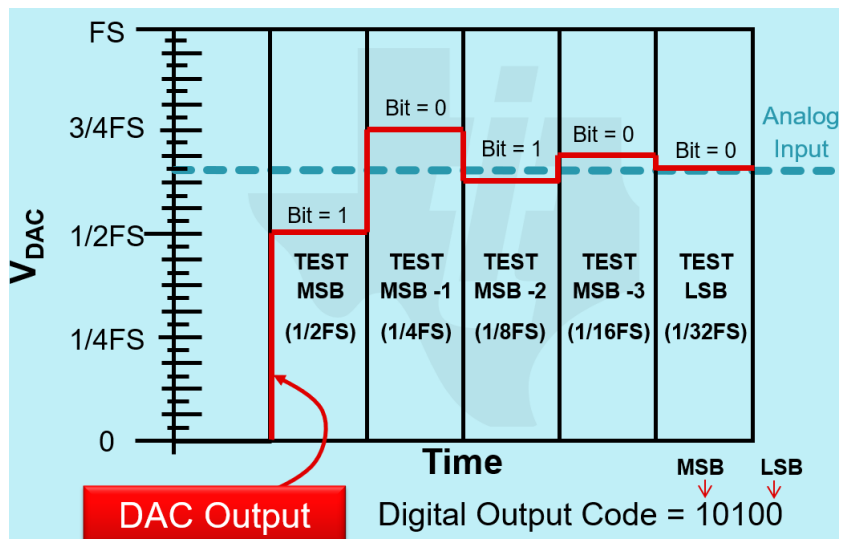 FS
3/4FS
1/2FS
1/4FS
0
VDAC
Bit = 1
Bit = 0
Bit = 1
Bit = 0
Bit = 0
Analog
Input
TEST
MSB
(1/2FS)
TEST
MSB -1
(1/4FS)
TEST
MSB -2
(1/8FS)
TEST
MSB -3
(1/16FS)
TEST
LSB
(1/32FS)
Time
MSB
LSB
DAC Output
Digital Output Code = 10100